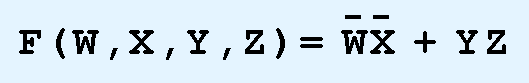 F(W,X,Y,Z)= W̅X̅ + YZ